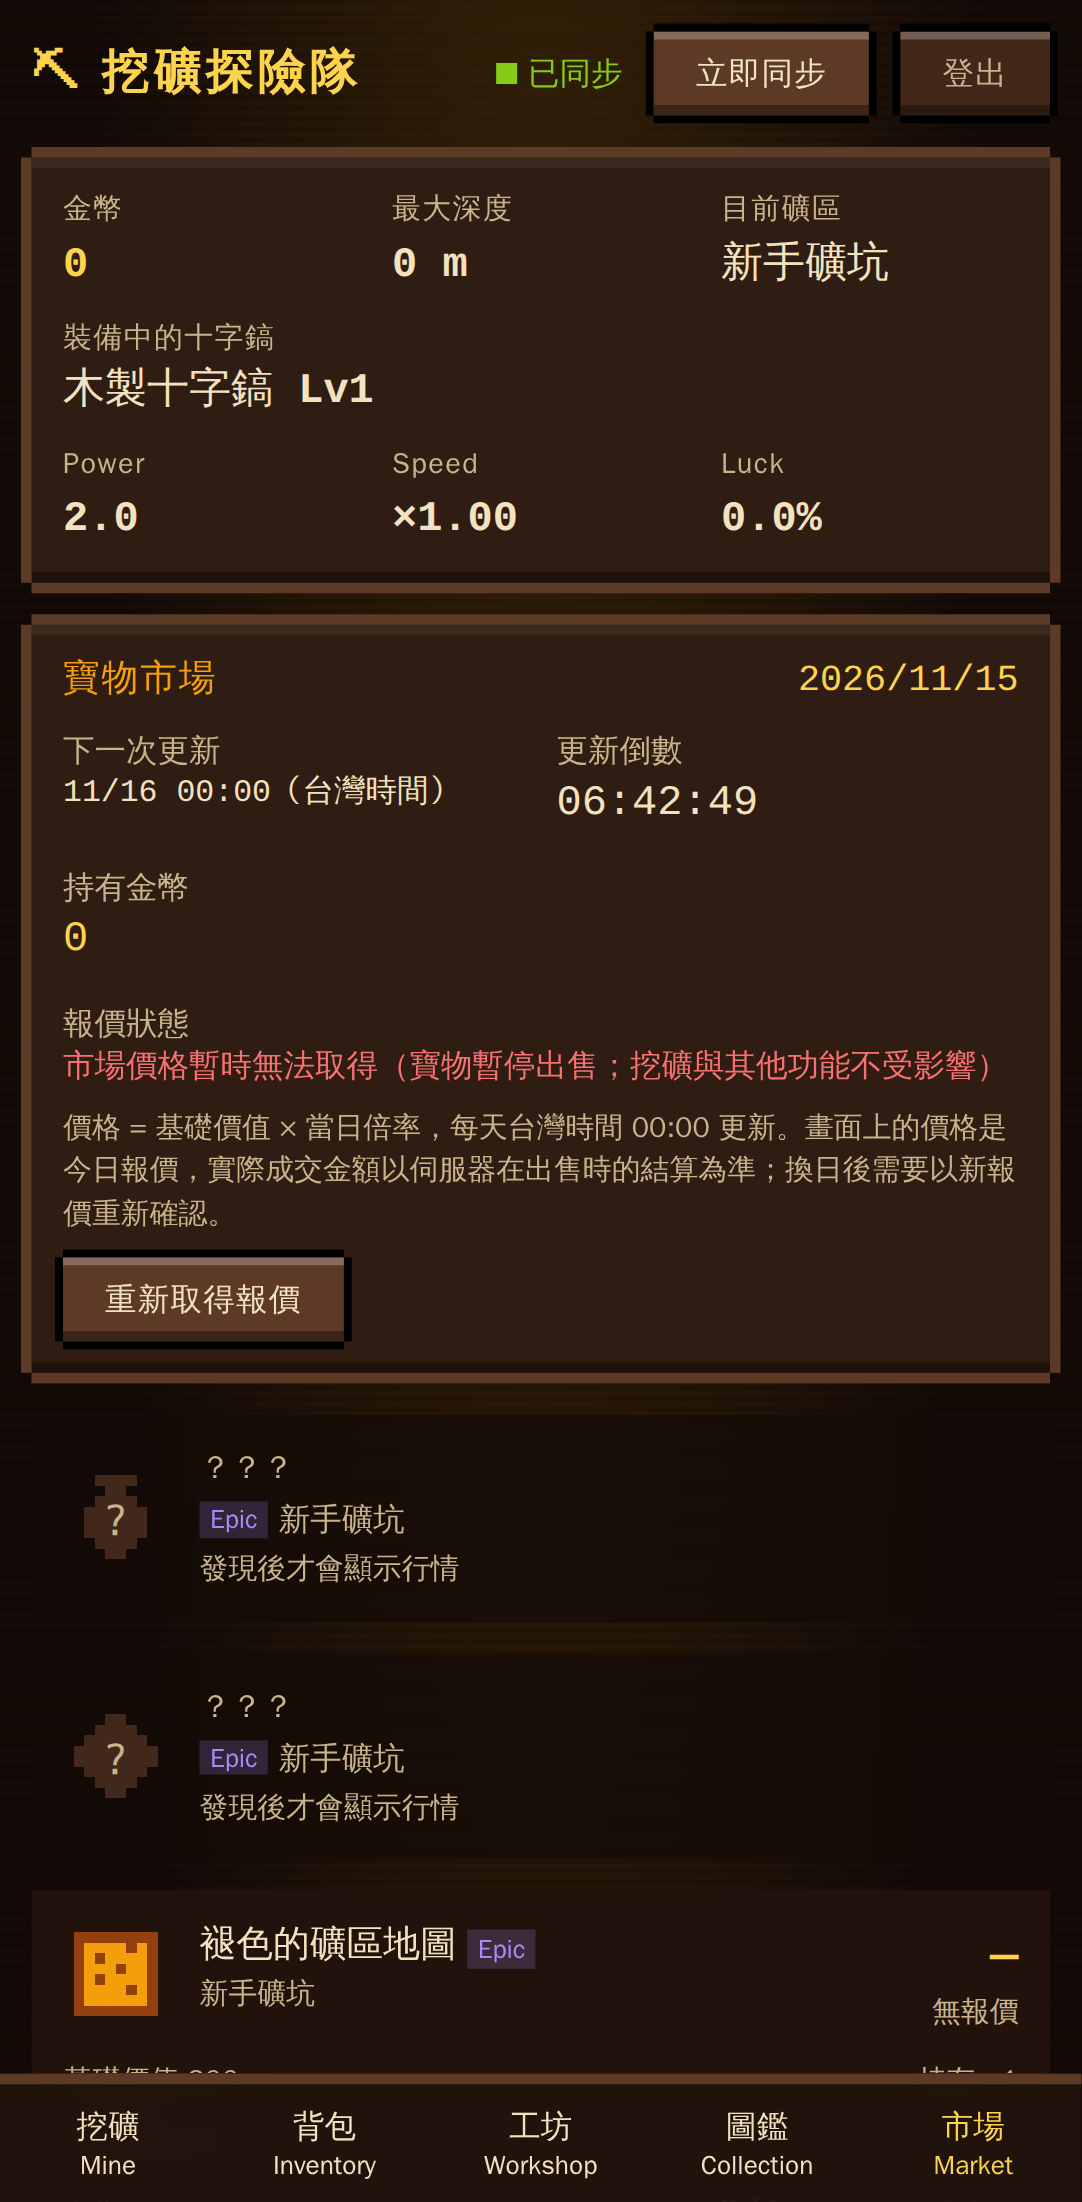 挖礦探險隊
已同步 立即同步 登出
金幣 最大深度 目前礦區
0 0 m 新手礦坑
裝備中的十字鎬
木製十字鎬 Lv1
Power Speed Luck
2.0 ×1.00 0.0%
寶物市場 2026/11/15
下一次更新 更新倒數
11/16 00:00（台灣時間） 06:42:49
持有金幣
0
報價狀態
市場價格暫時無法取得（寶物暫停出售；挖礦與其他功能不受影響）
價格 = 基礎價值 × 當日倍率，每天台灣時間 00:00 更新。畫面上的價格是
今日報價，實際成交金額以伺服器在出售時的結算為準；換日後需要以新報
價重新確認。
重新取得報價
？？？
?
Epic 新手礦坑
發現後才會顯示行情
？？？
?
Epic 新手礦坑
發現後才會顯示行情
褪色的礦區地圖 Epic —
新手礦坑 無報價
挖礦 背包 工坊 圖鑑 市場
Mine Inventory Workshop Collection Market